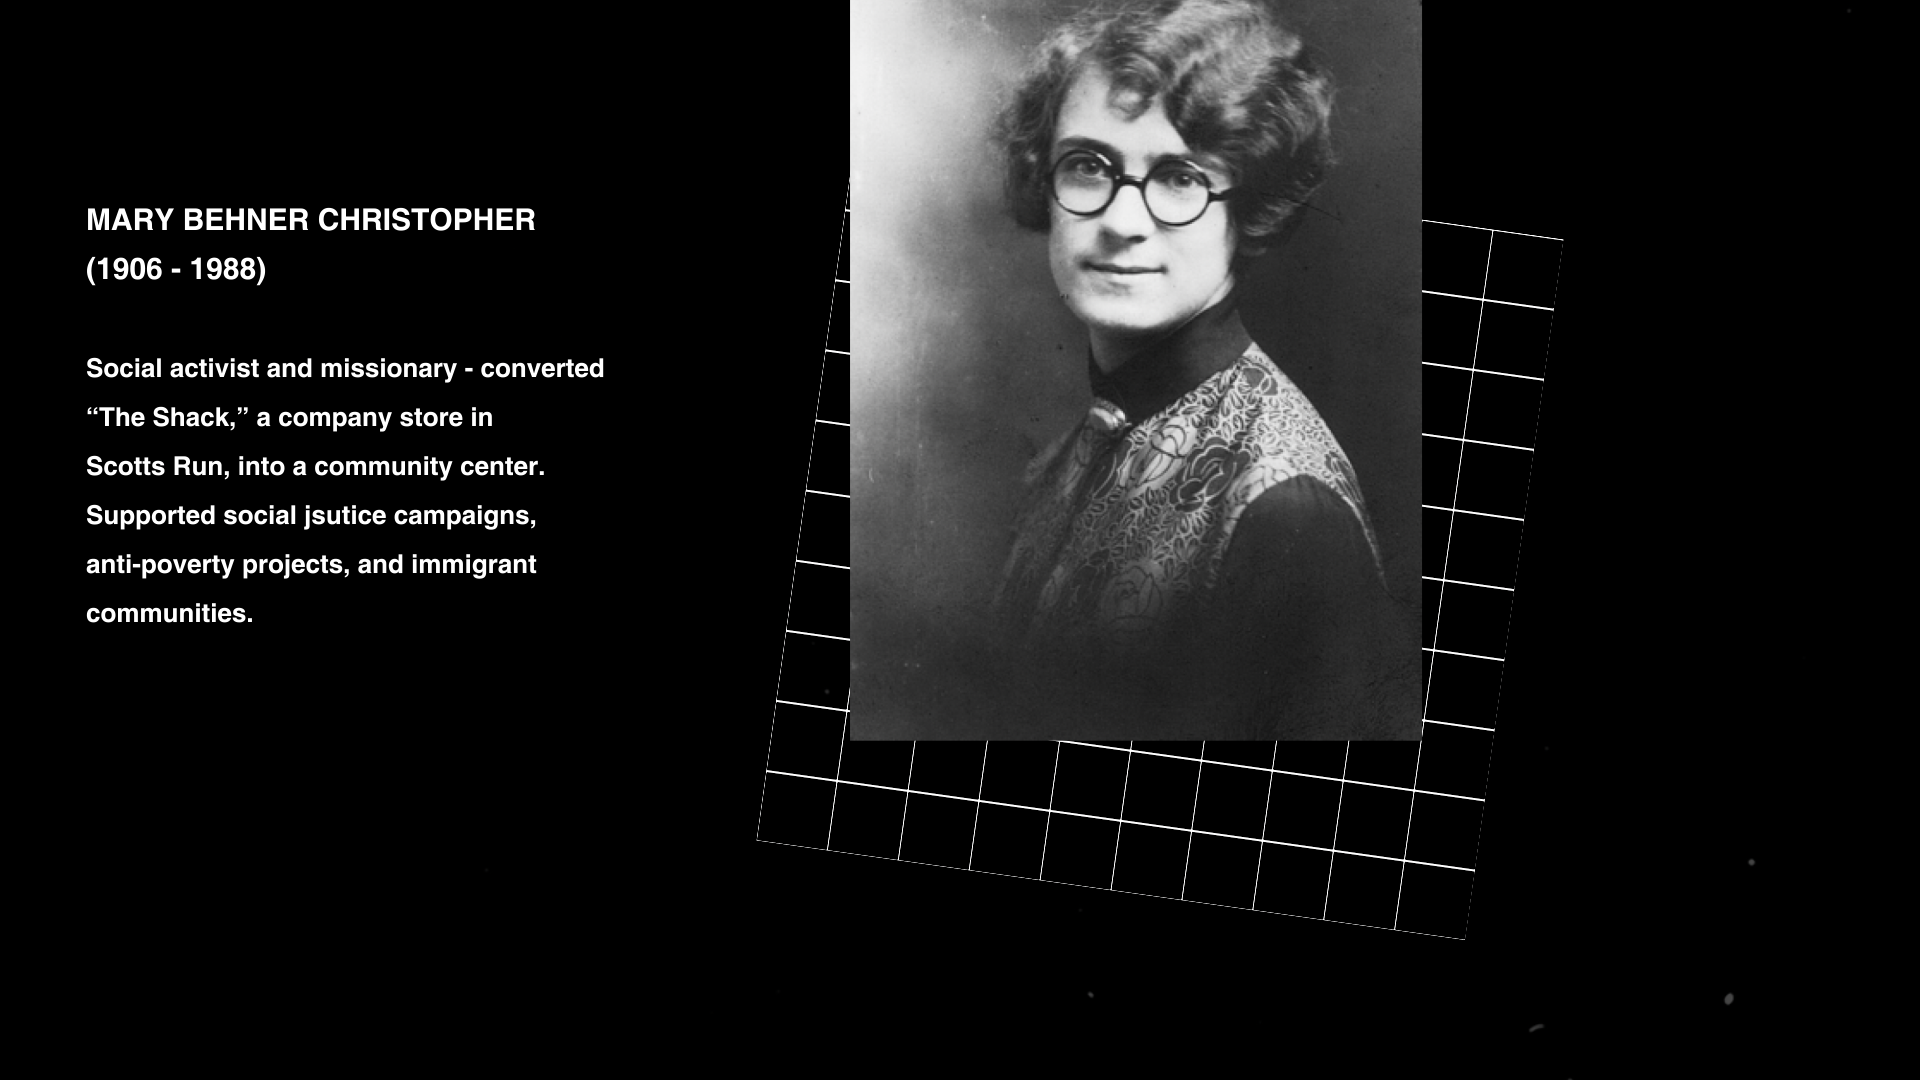 MARY BEHNER CHRISTOPHER
(1906 - 1988)
Social activist and missionary - converted
“The Shack,” a company store in
Scotts Run, into a community center.
Supported social jsutice campaigns,
anti-poverty projects, and immigrant
communities.